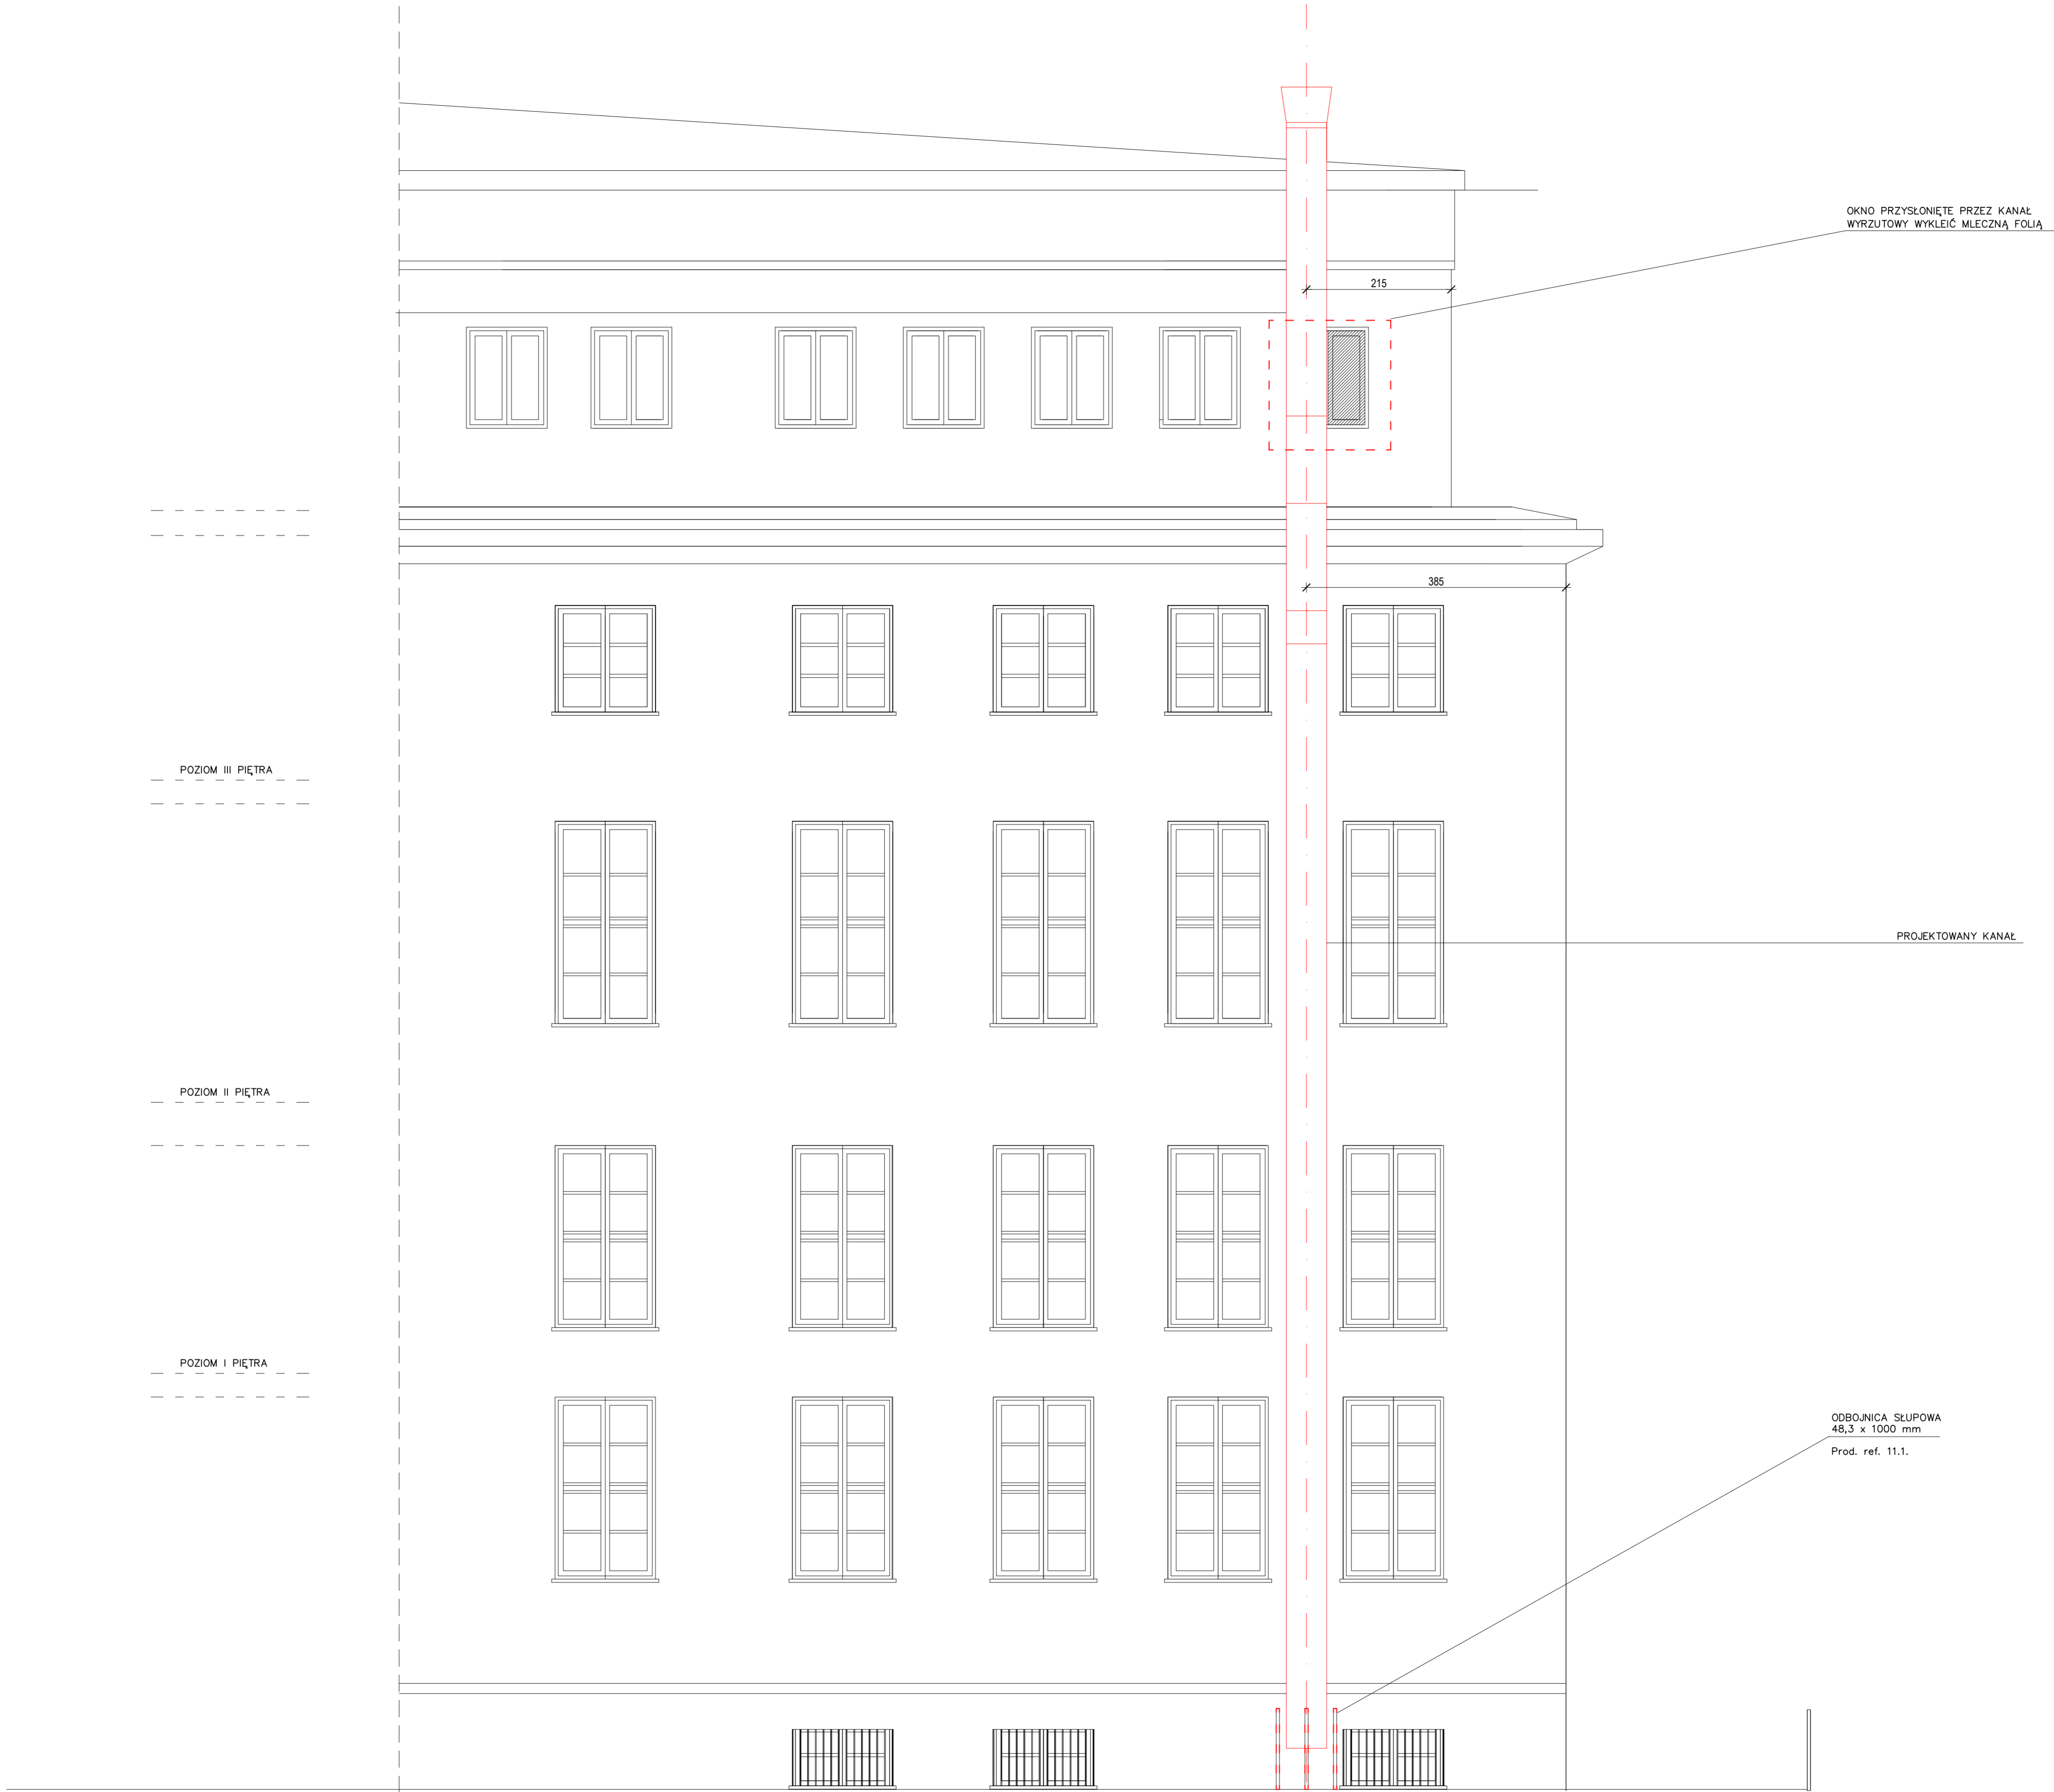 OKNO PRZYSŁONIĘTE PRZEZ KANAŁ
WYRZUTOWY WYKLEIĆ MLECZNĄ FOLIĄ
215
385
POZIOM III PIĘTRA
PROJEKTOWANY KANAŁ
POZIOM II PIĘTRA
POZIOM I PIĘTRA
ODBOJNICA SŁUPOWA
48,3 x 1000 mm
Prod. ref. 11.1.